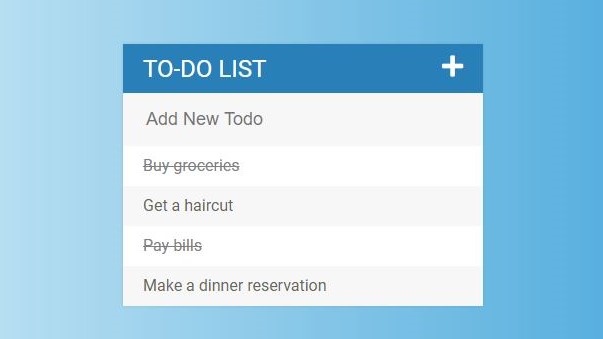 TO-DO LIST
Add New Todo
Buy groceries
Get a haircut
Pay bills
Make a dinner reservation